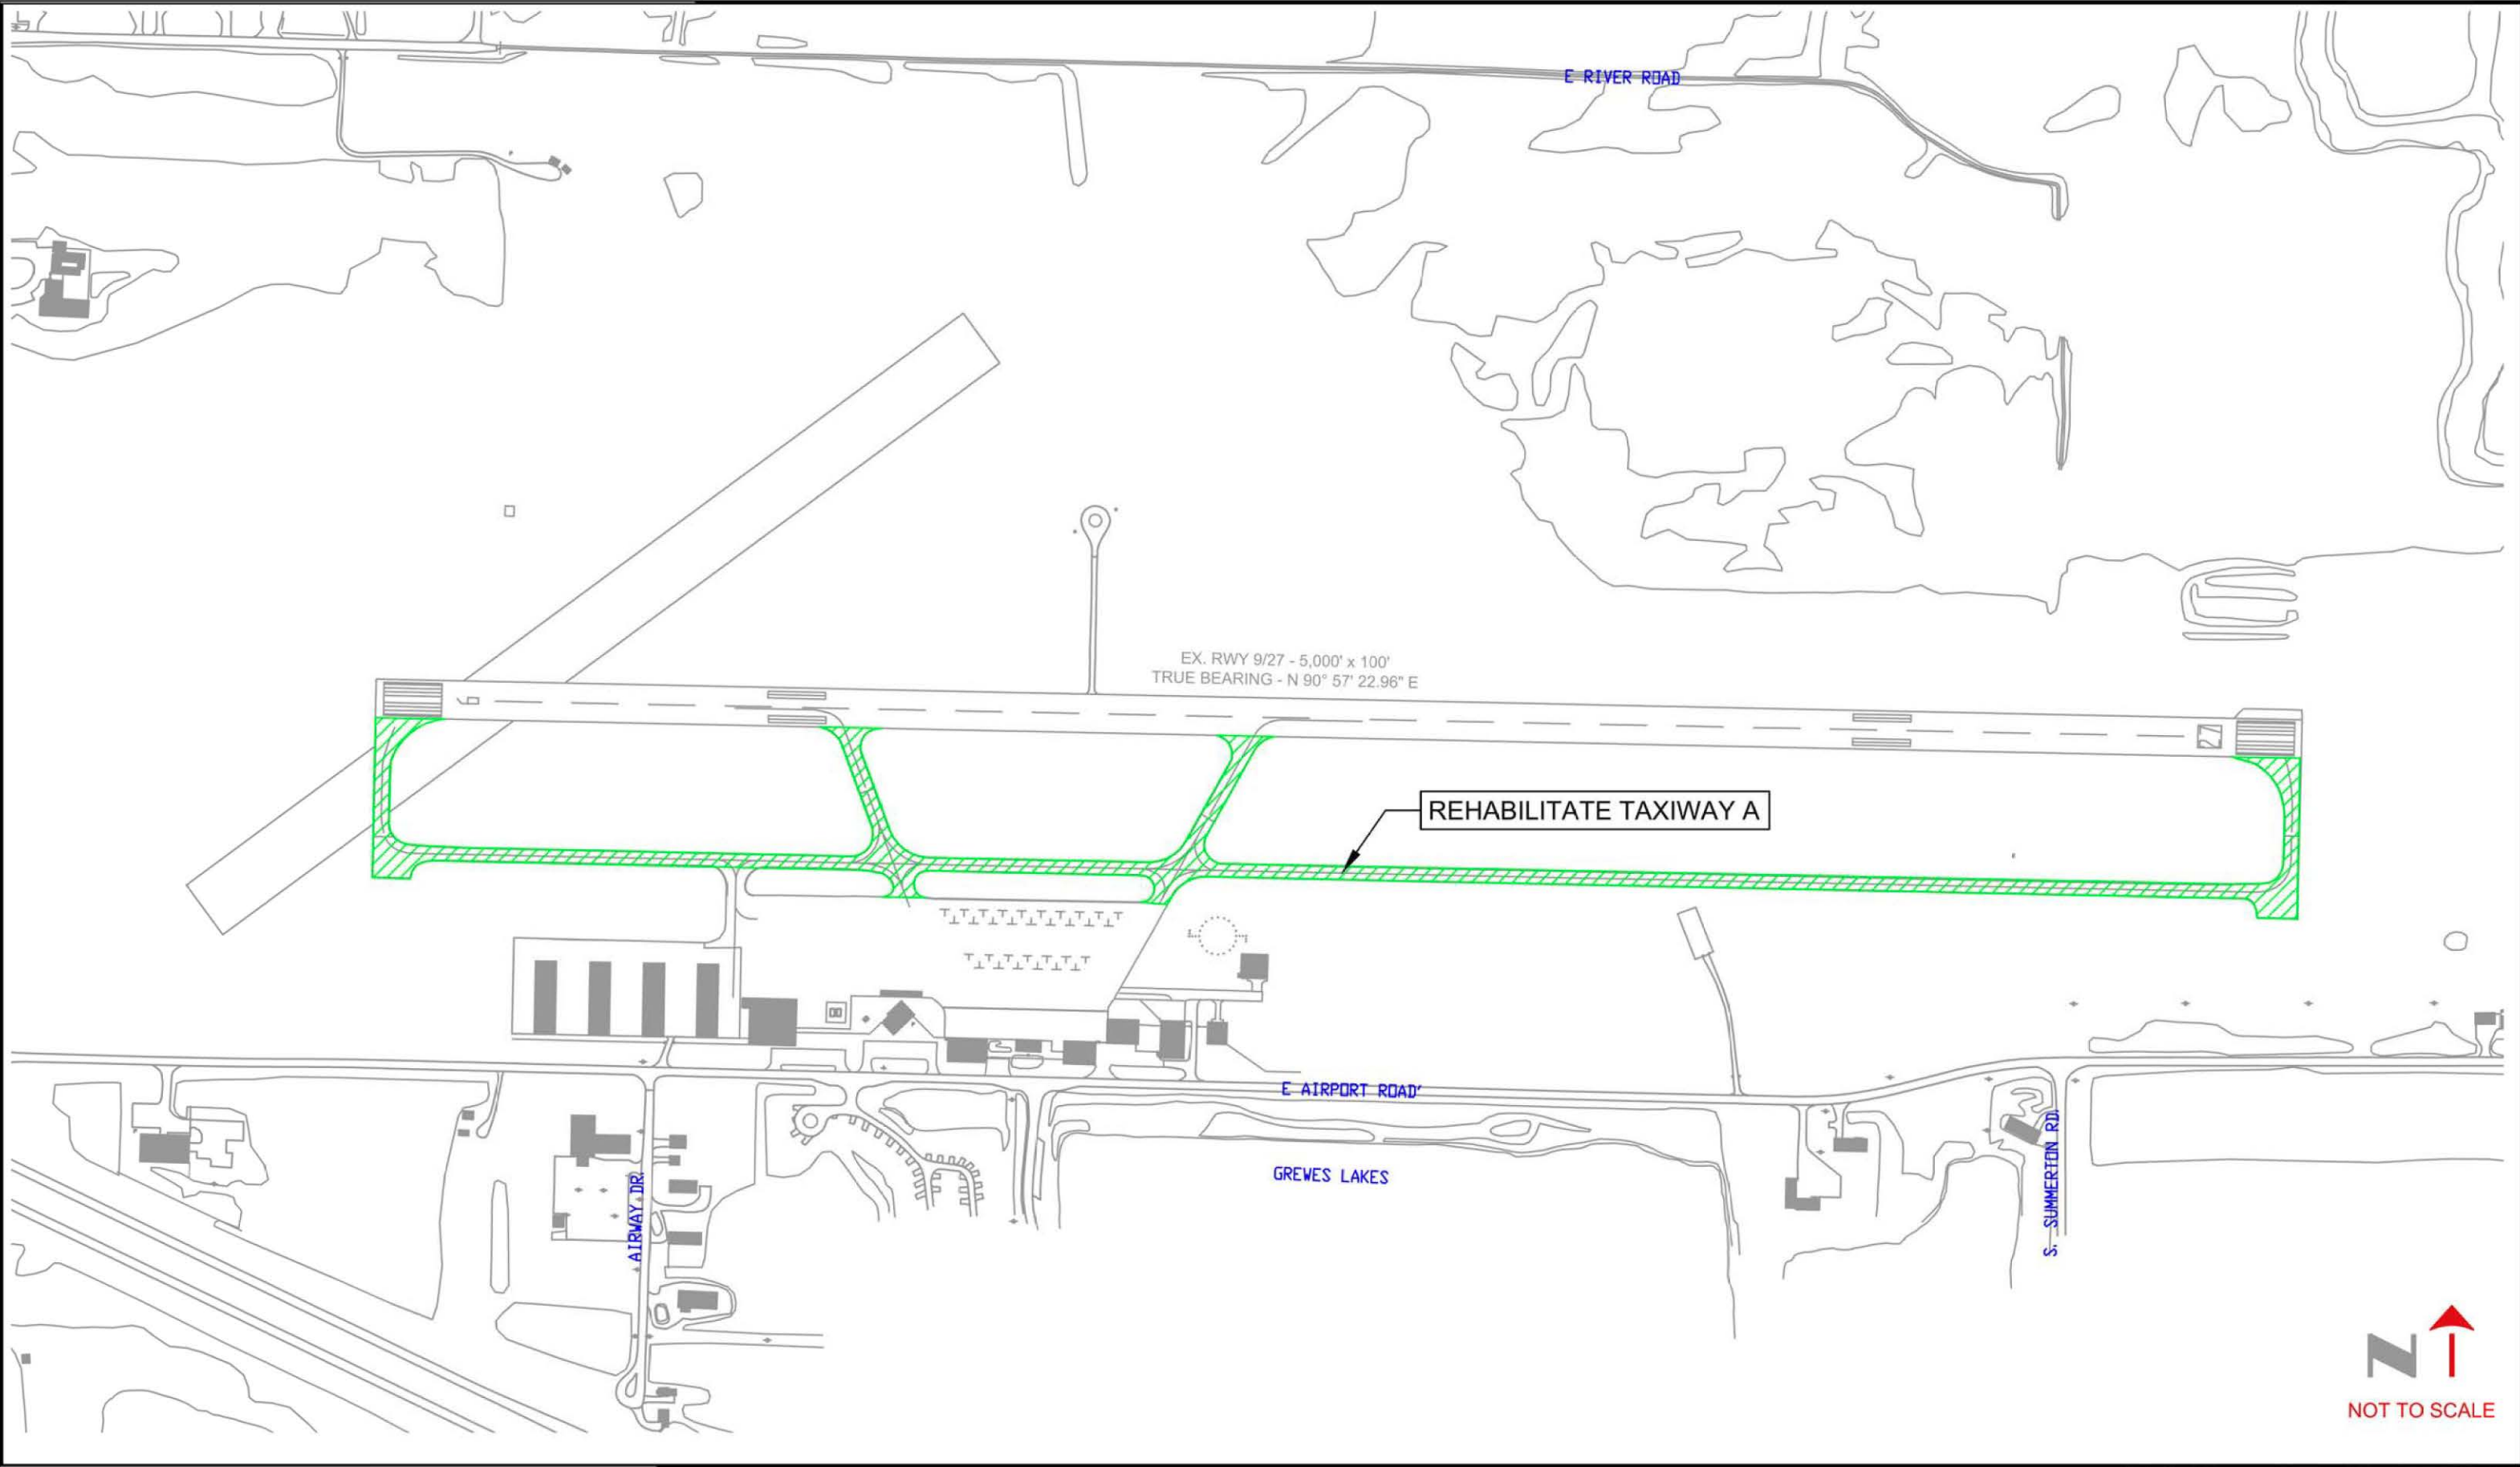 E RIVER ROAD
EX. RWY 9/27 - 5,000' x 100'
TRUE BEARING - N 90° 57' 22.96" E
REHABILITATE TAXIWAY A
E AIRPORT ROAD'
GREWES LAKES
AIRWAY DR.
S. SUMMERTON RD.
N
NOT TO SCALE